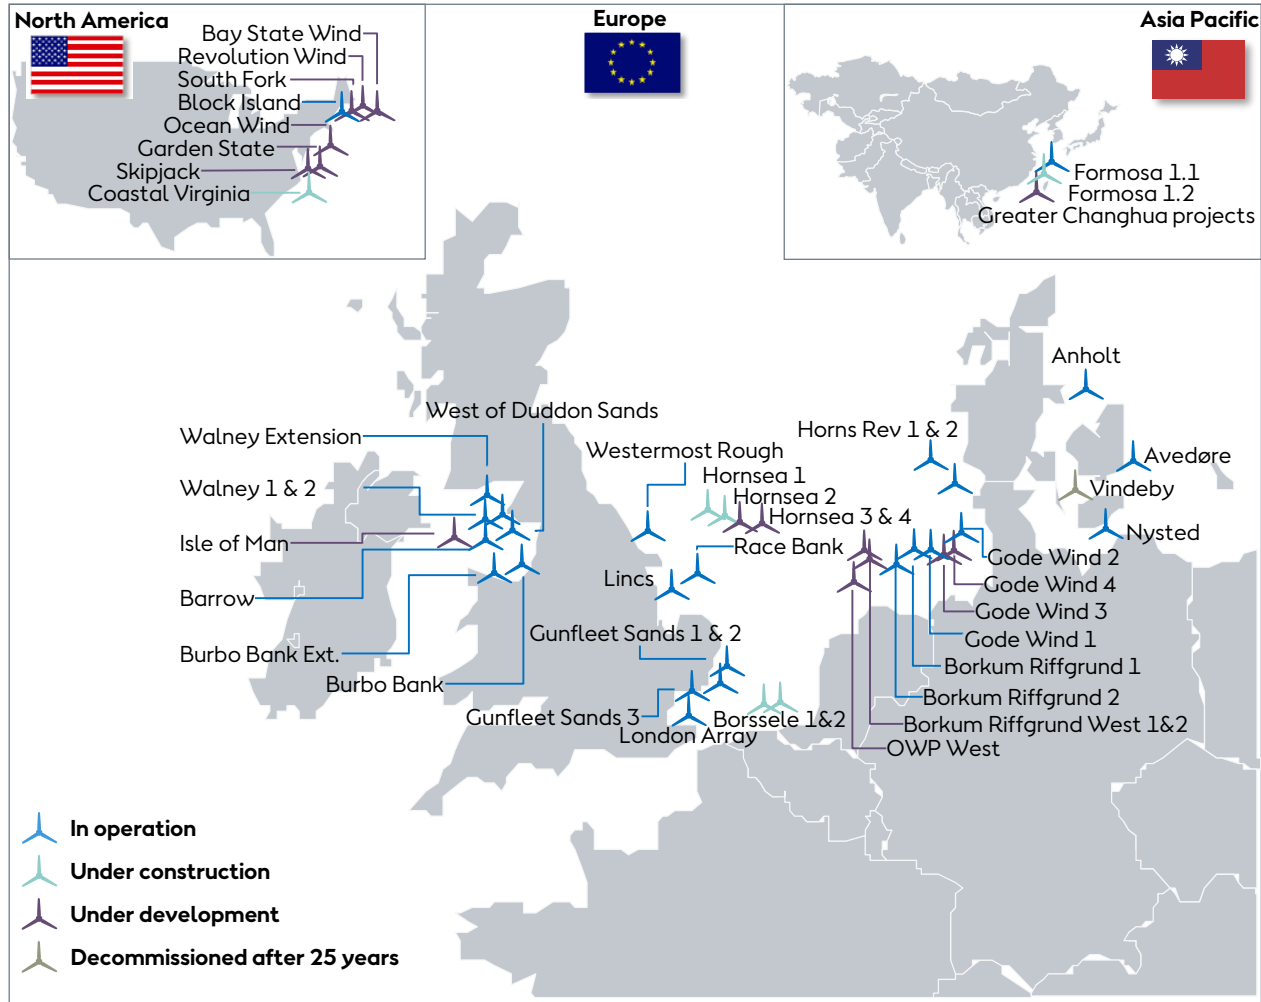 North America
Bay State Wind
Revolution Wind
South Fork
Block Island
Ocean Wind
Garden State
Skipjack
Coastal Virginia
Europe
Asia Pacific
Formosa 1.1
Formosa 1.2
Greater Changhua projects
Anholt
West of Duddon Sands
Walney Extension
Horns Rev 1 & 2
Westermost Rough
Avedøre
Hornsea 1
Walney 1 & 2
Vindeby
Hornsea 2
Hornsea 3 & 4
Nysted
Isle of Man
Race Bank
Gode Wind 2
Lincs
Gode Wind 4
Barrow
Gode Wind 3
Gunfleet Sands 1 & 2
Gode Wind 1
Burbo Bank Ext.
Borkum Riffgrund 1
Burbo Bank
Borkum Riffgrund 2
Gunfleet Sands 3
Borssele 1&2
Borkum Riffgrund West 1&2
London Array
OWP West
In operation
Under construction
Under development
Decommissioned after 25 years